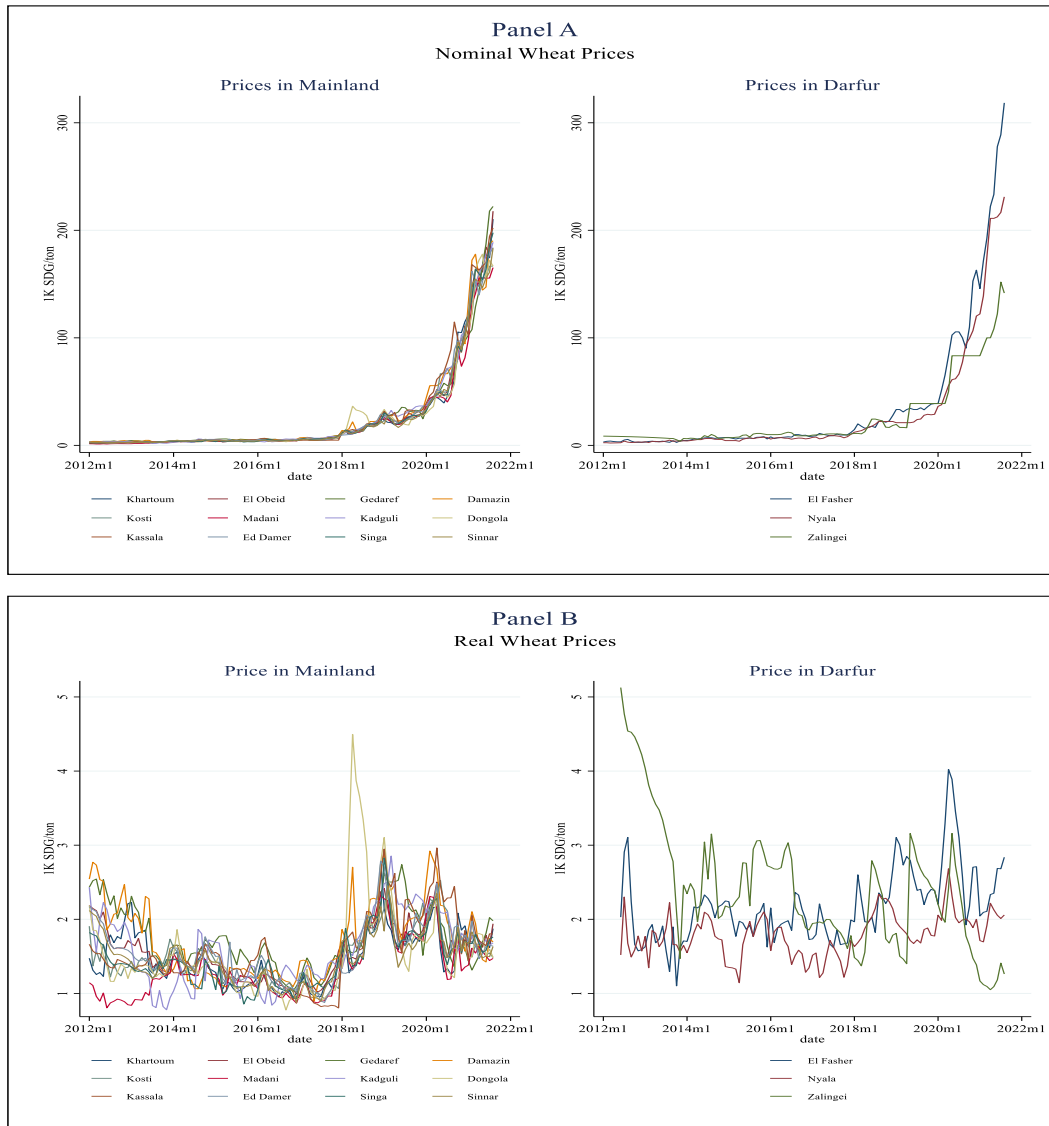 Panel A
Nominal Wheat Prices
Prices in Mainland
Prices in Darfur
1K SDG/ton
300
200
100
0
2012m1 2014m1 2016m1 2018m1 2020m1 2022m1
date
1K SDG/ton
300
200
100
0
2012m1 2014m1 2016m1 2018m1 2020m1 2022m1
date
Khartoum El Obeid Gedaref Damazin
Kosti Madani Kadguli Dongola
Kassala Ed Damer Singa Sinnar
El Fasher
Nyala
Zalingei
Panel B
Real Wheat Prices
Price in Mainland
Price in Darfur
1K SDG/ton
5
4
3
2
1
2012m1 2014m1 2016m1 2018m1 2020m1 2022m1
date
1K SDG/ton
5
4
3
2
1
2012m1 2014m1 2016m1 2018m1 2020m1 2022m1
date
Khartoum El Obeid Gedaref Damazin
Kosti Madani Kadguli Dongola
Kassala Ed Damer Singa Sinnar
El Fasher
Nyala
Zalingei